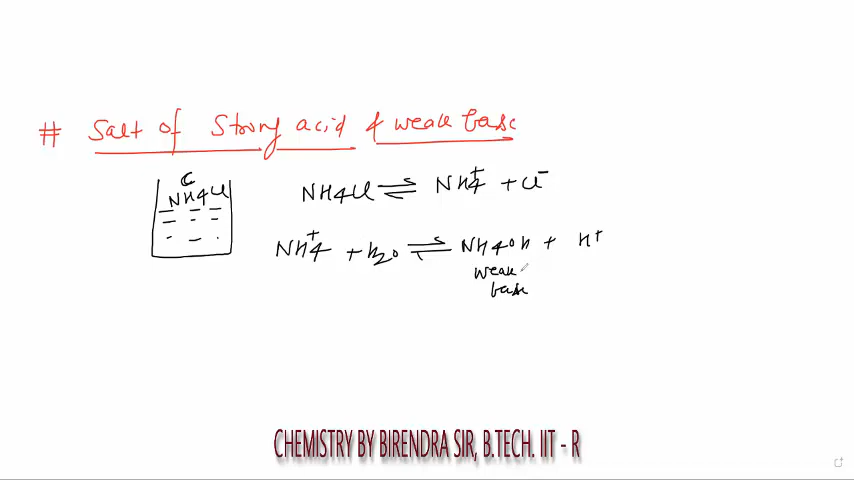 # Salt of Strong acid & weak base
C
NH4Cl
NH4Cl ⇌ NH4+ + Cl-
NH4+ + H2O ⇌ NH4OH + H+
weak
base
CHEMISTRY BY BIRENDRA SIR, B.TECH. IIT - R